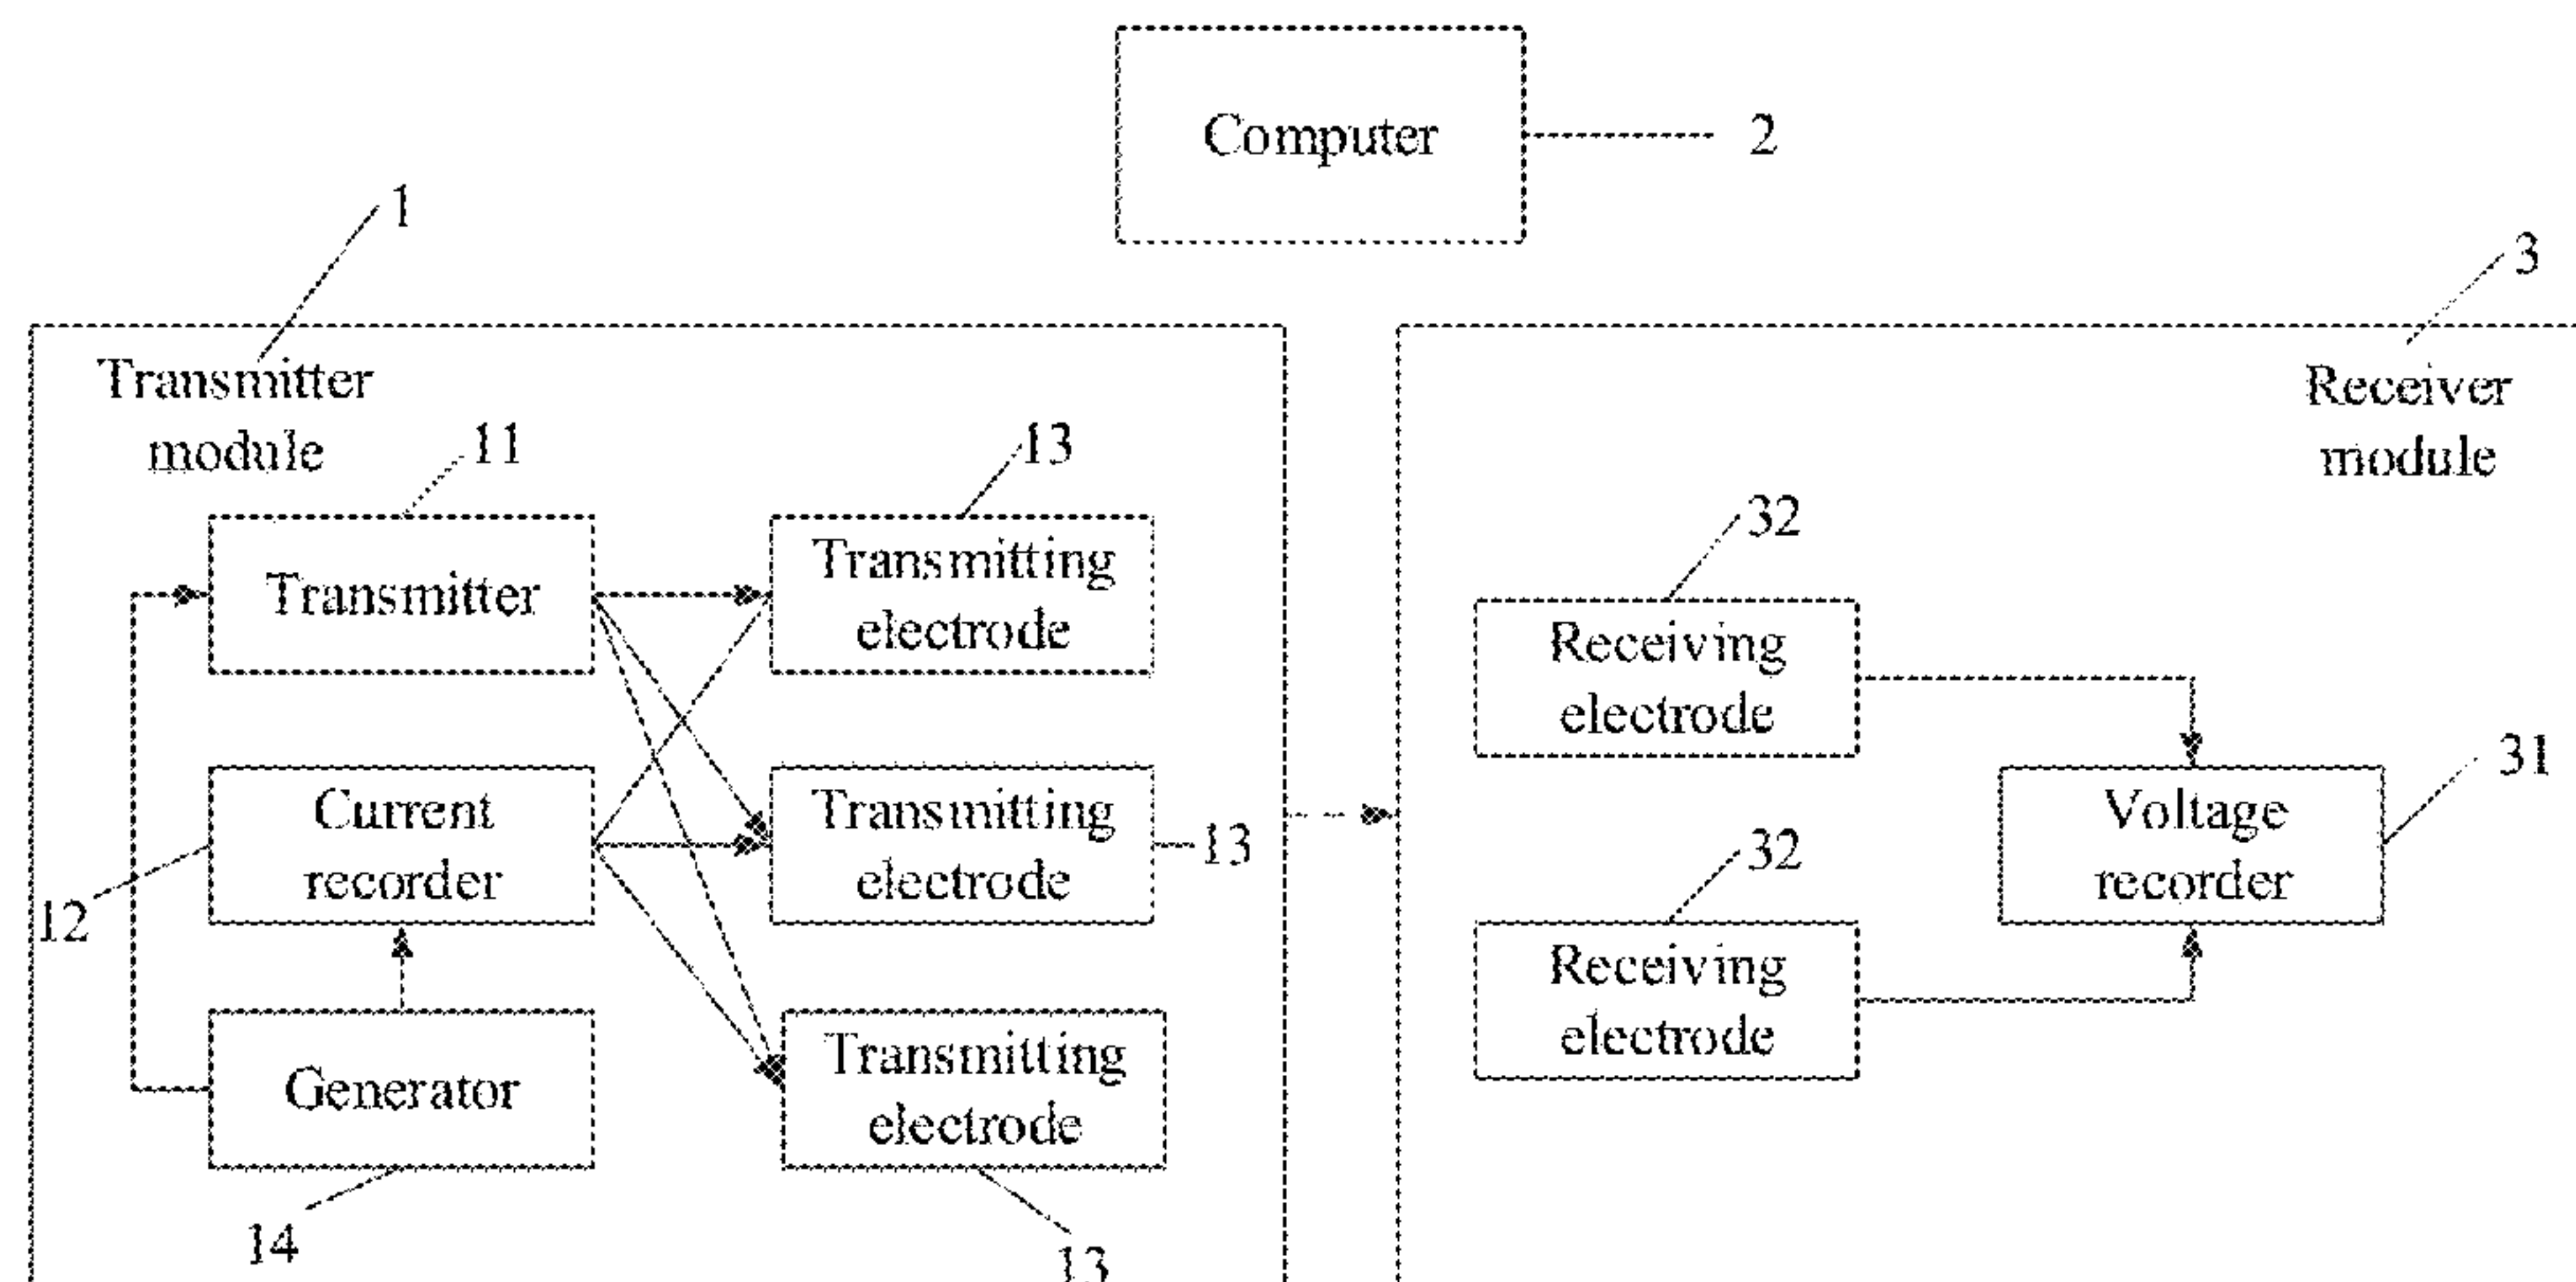 Computer
2
1
3
Transmitter
module
Receiver
module
11
13
Transmitter
Transmitting
electrode
32
Receiving
electrode
Current
recorder
12
Transmitting
electrode
13
Voltage
recorder
31
32
Receiving
electrode
Generator
14
Transmitting
electrode
13